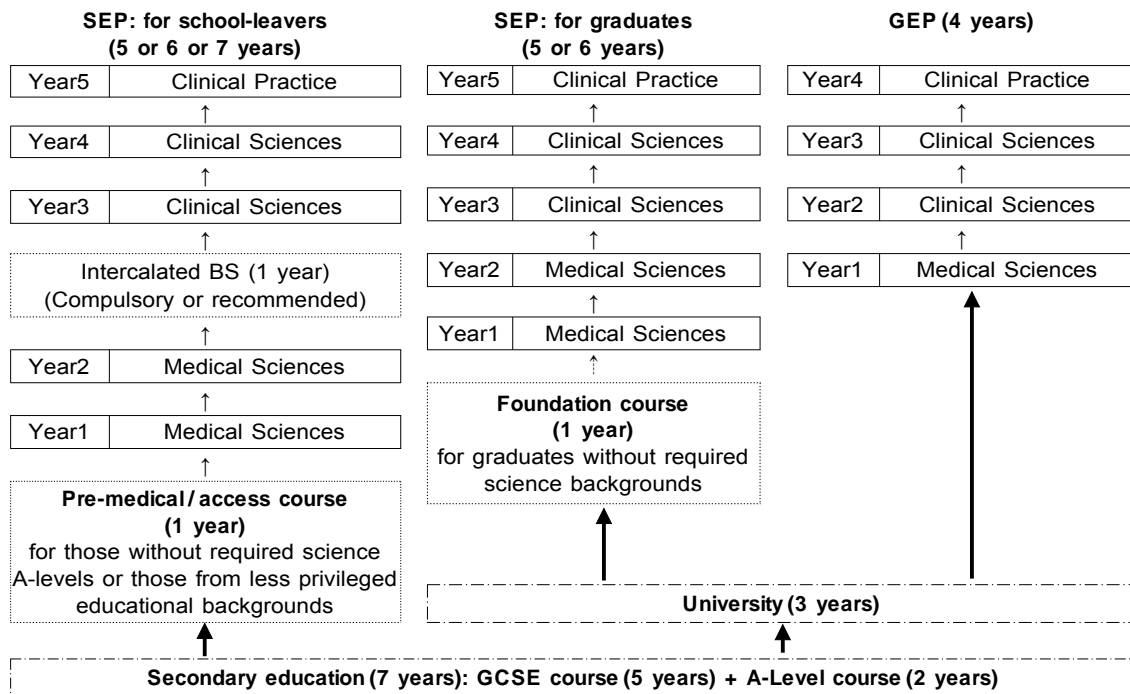 SEP: for school-leavers
(5 or 6 or 7 years)
Year5 Clinical Practice
↑
Year4 Clinical Sciences
↑
Year3 Clinical Sciences
↑
Intercalated BS (1 year)
(Compulsory or recommended)
↑
Year2 Medical Sciences
↑
Year1 Medical Sciences
↑
Pre-medical / access course
(1 year)
for those without required science
A-levels or those from less privileged
educational backgrounds
SEP: for graduates
(5 or 6 years)
Year5 Clinical Practice
↑
Year4 Clinical Sciences
↑
Year3 Clinical Sciences
↑
Year2 Medical Sciences
↑
Year1 Medical Sciences
↑
Foundation course
(1 year)
for graduates without required
science backgrounds
GEP (4 years)
Year4 Clinical Practice
↑
Year3 Clinical Sciences
↑
Year2 Clinical Sciences
↑
Year1 Medical Sciences
University (3 years)
Secondary education (7 years): GCSE course (5 years) + A-Level course (2 years)